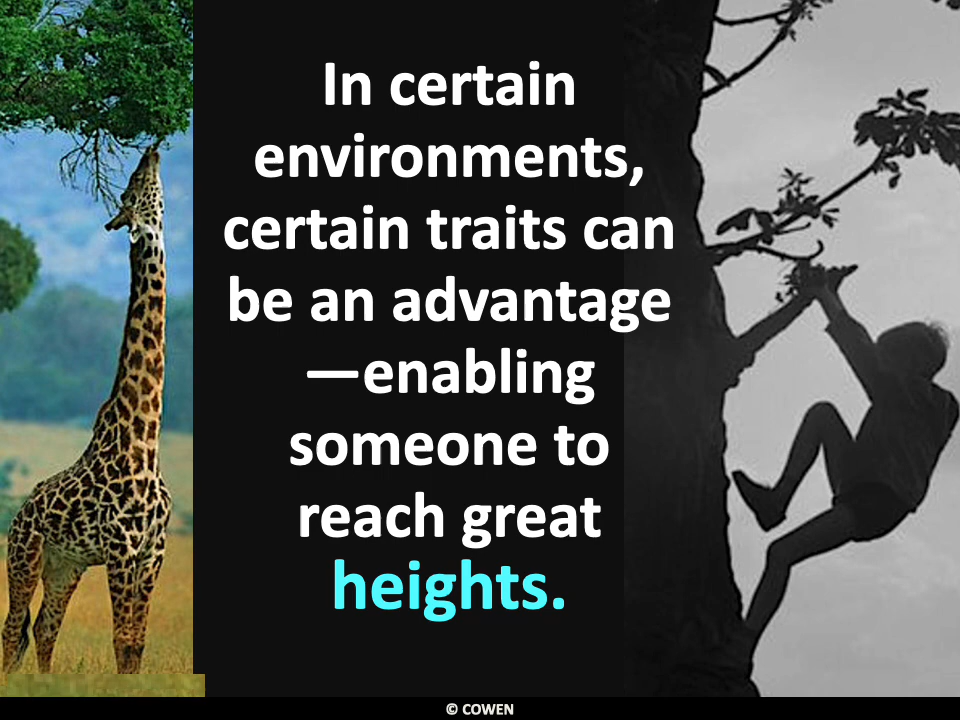 In certain
environments,
certain traits can
be an advantage
—enabling
someone to
reach great
heights.
© COWEN